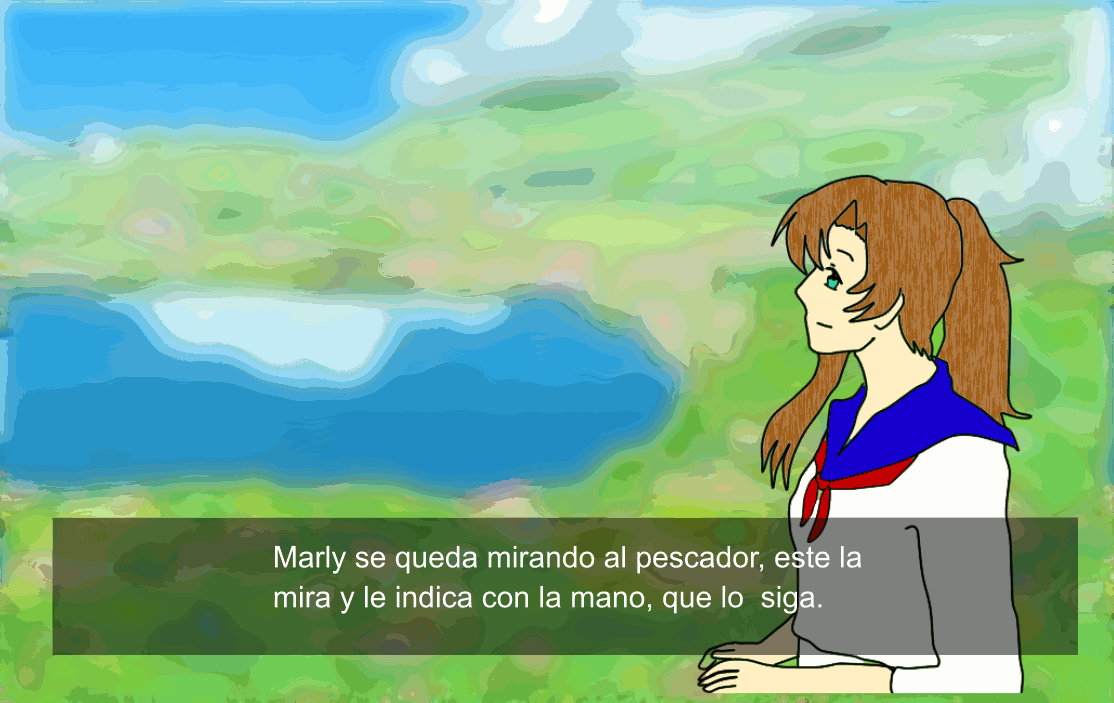 Marly se queda mirando al pescador, este la
mira y le indica con la mano, que lo  siga.